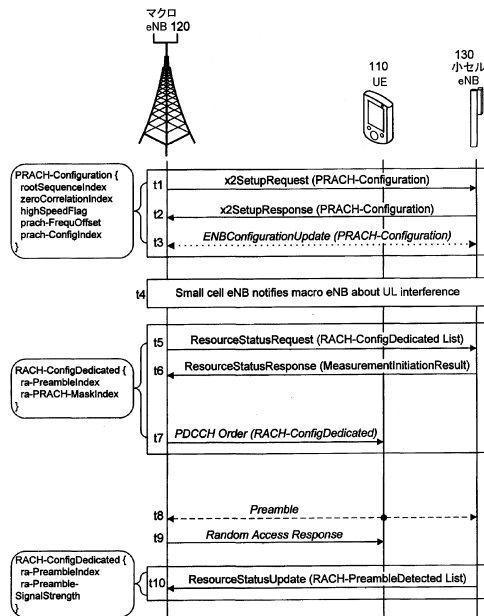 マクロ
eNB 120
110
UE
130
小セル
eNB
PRACH-Configuration {
rootSequenceIndex
zeroCorrelationIndex
highSpeedFlag
prach-FrequOffset
prach-ConfigIndex
}
t1
x2SetupRequest (PRACH-Configuration)
t2
x2SetupResponse (PRACH-Configuration)
t3
ENBConfigurationUpdate (PRACH-Configuration)
t4
Small cell eNB notifies macro eNB about UL interference
RACH-ConfigDedicated {
ra-PreambleIndex
ra-PRACH-MaskIndex
}
t5
ResourceStatusRequest (RACH-ConfigDedicated List)
t6
ResourceStatusResponse (MeasurementInitiationResult)
t7
PDCCH Order (RACH-ConfigDedicated)
t8
Preamble
t9
Random Access Response
RACH-ConfigDedicated {
ra-PreambleIndex
ra-Preamble-
SignalStrength
}
t10
ResourceStatusUpdate (RACH-PreambleDetected List)